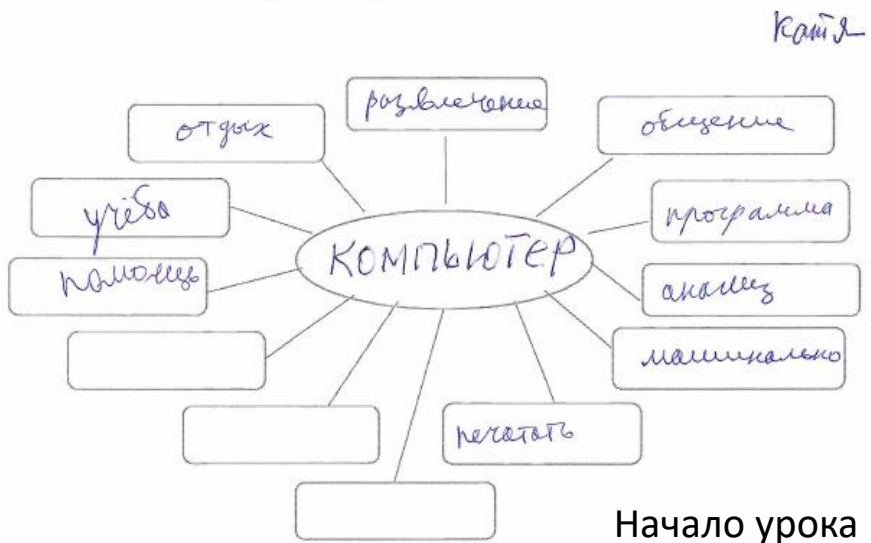 Катя
развлечение
отдых
общение
учёба
программа
КОМПЬЮТЕР
помощь
анализ
машинально
печатать
Начало урока